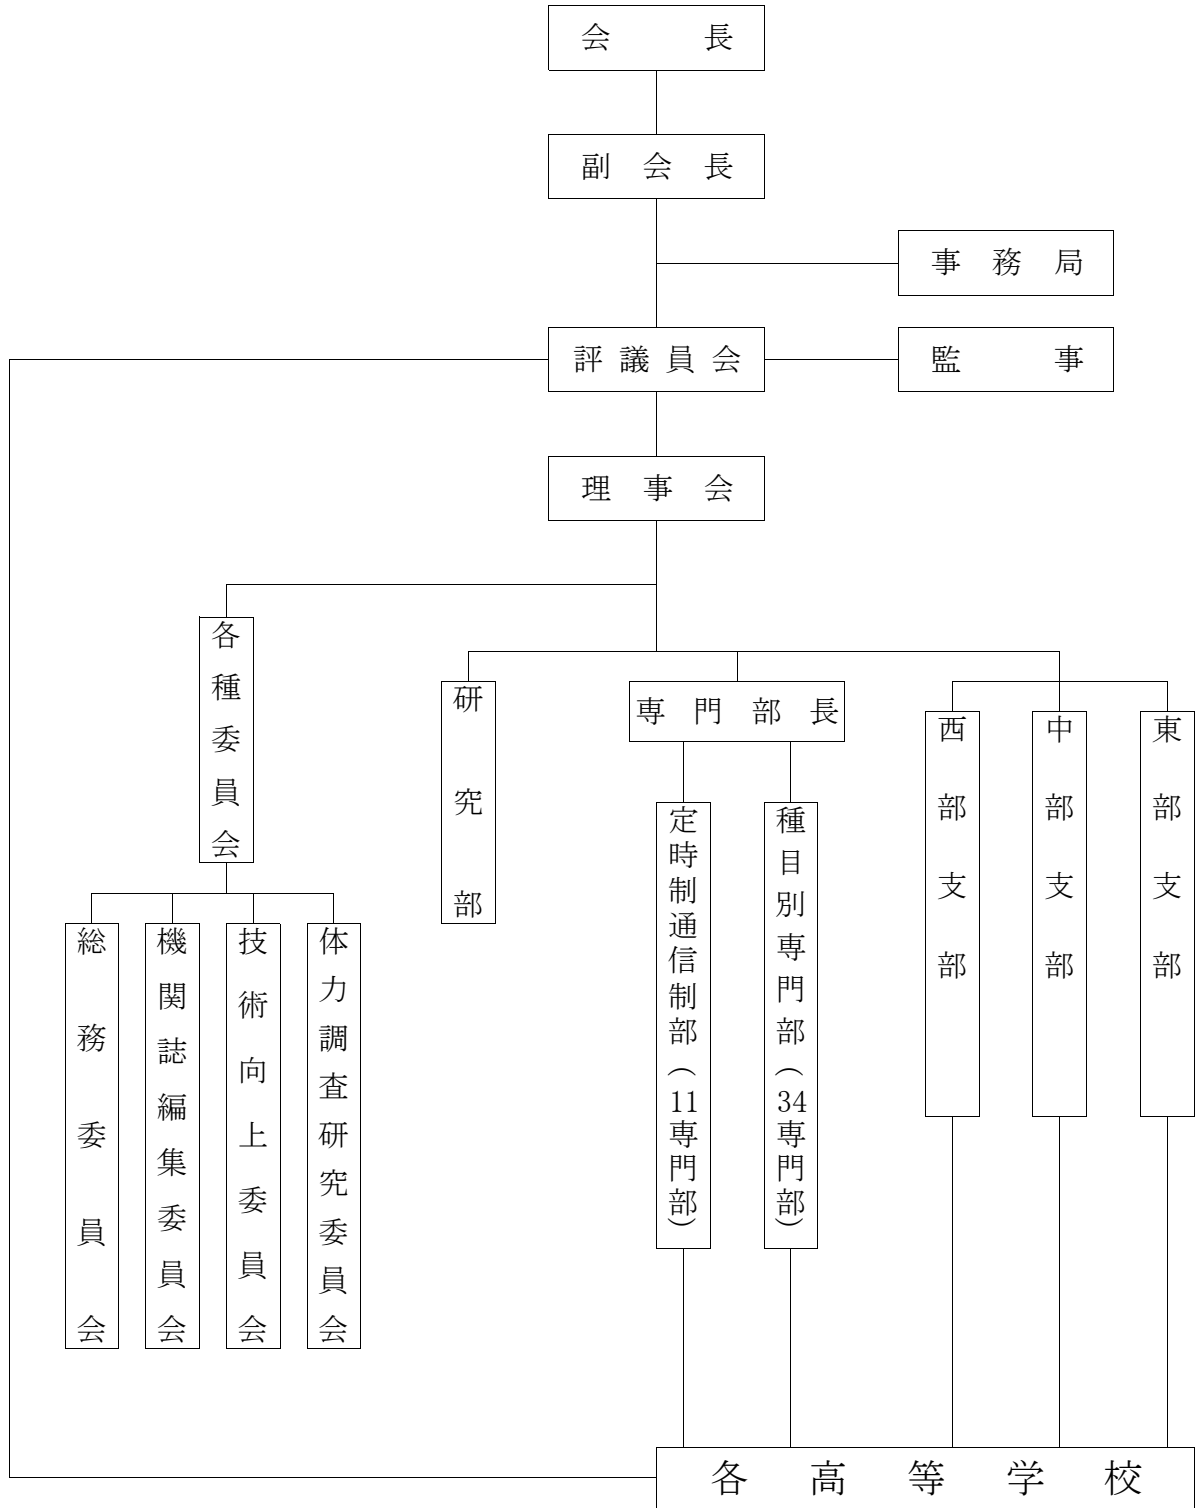 会長
副会長
事務局
評議員会
監事
理事会
各種委員会
研究部
専門部長
西部支部
中部支部
東部支部
定時制通信制部(11専門部)
種目別専門部(34専門部)
総務委員会
機関誌編集委員会
技術向上委員会
体力調査研究委員会
各高等学校